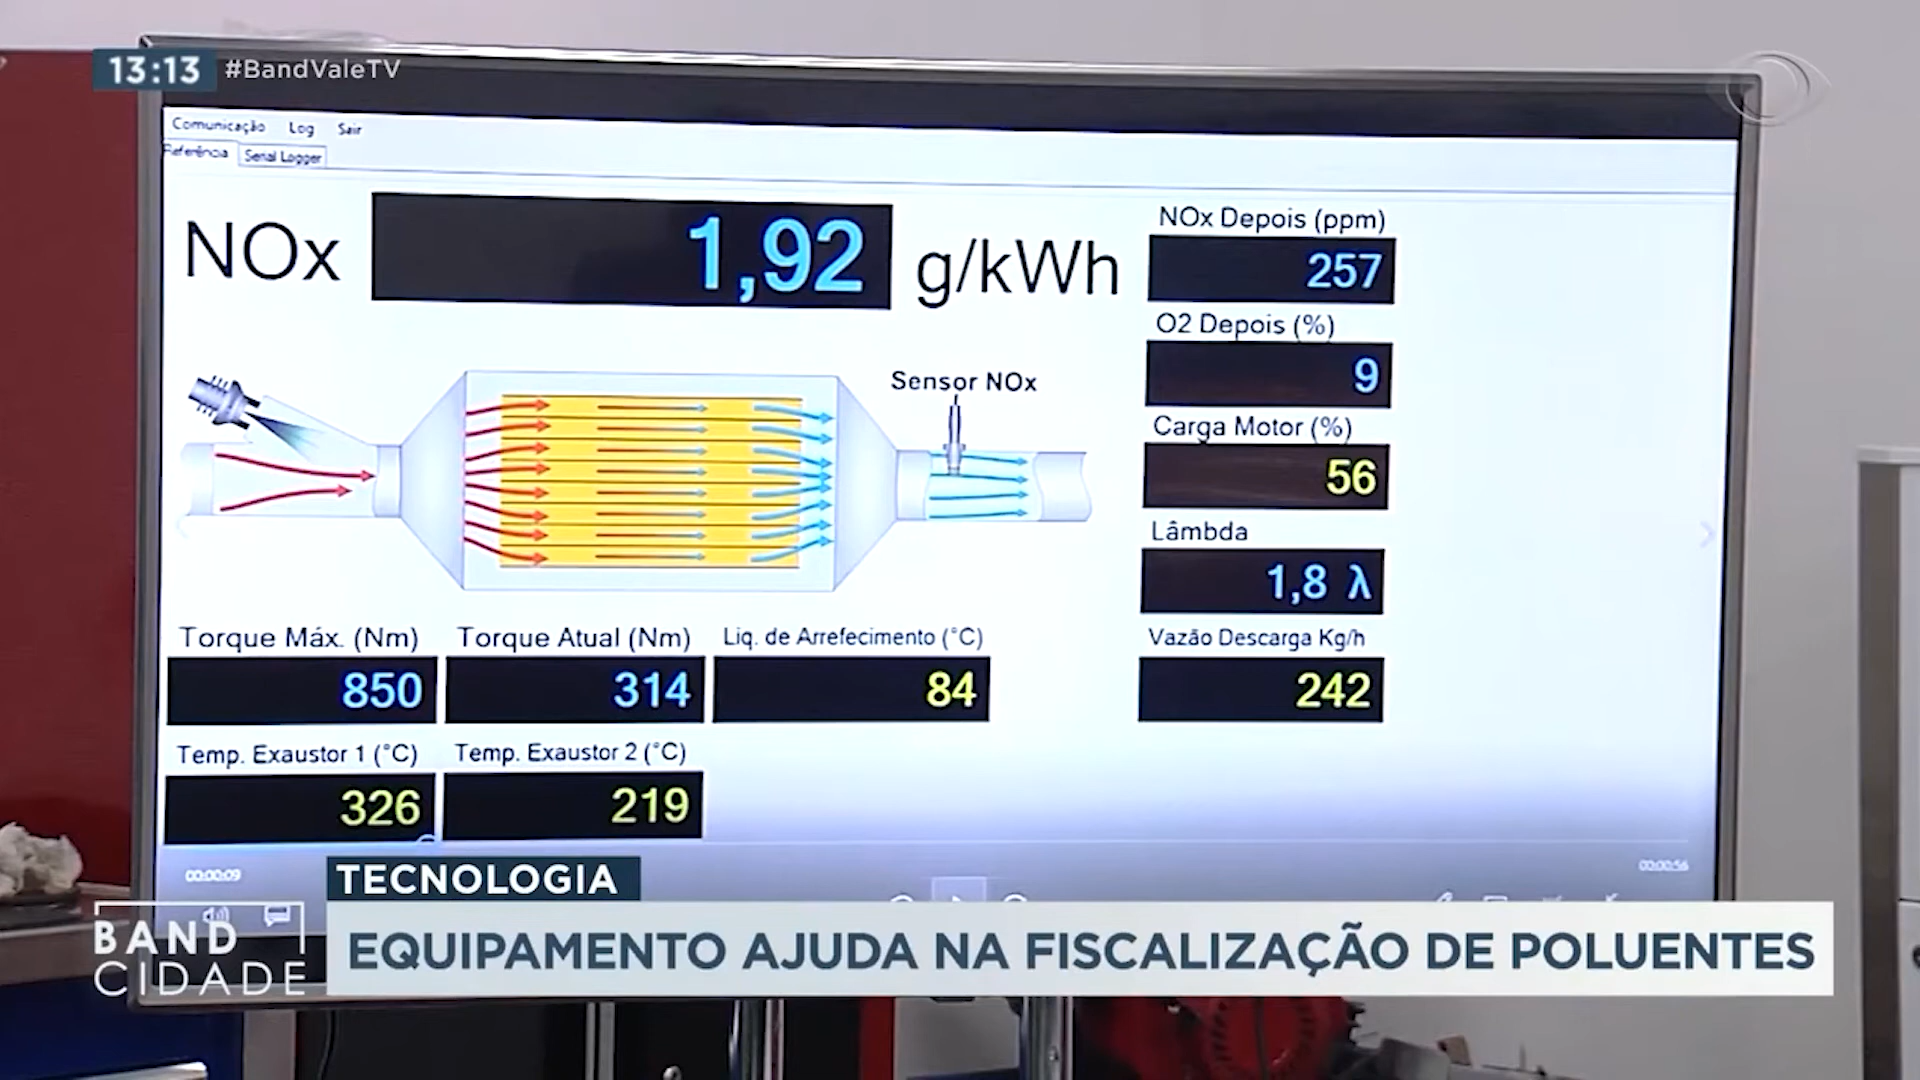 13:13 #BandValeTV
Comunicação Log Sair
Referência Serial Logger
NOx 1,92 g/kWh
NOx Depois (ppm)
257
O2 Depois (%)
9
Sensor NOx
Carga Motor (%)
56
Lâmbda
1,8 λ
Torque Máx. (Nm) Torque Atual (Nm) Liq. de Arrefecimento (°C) Vazão Descarga Kg/h
850 314 84 242
Temp. Exaustor 1 (°C) Temp. Exaustor 2 (°C)
326 219
00:00:09 00:00:56
TECNOLOGIA
BAND
CIDADE
EQUIPAMENTO AJUDA NA FISCALIZAÇÃO DE POLUENTES